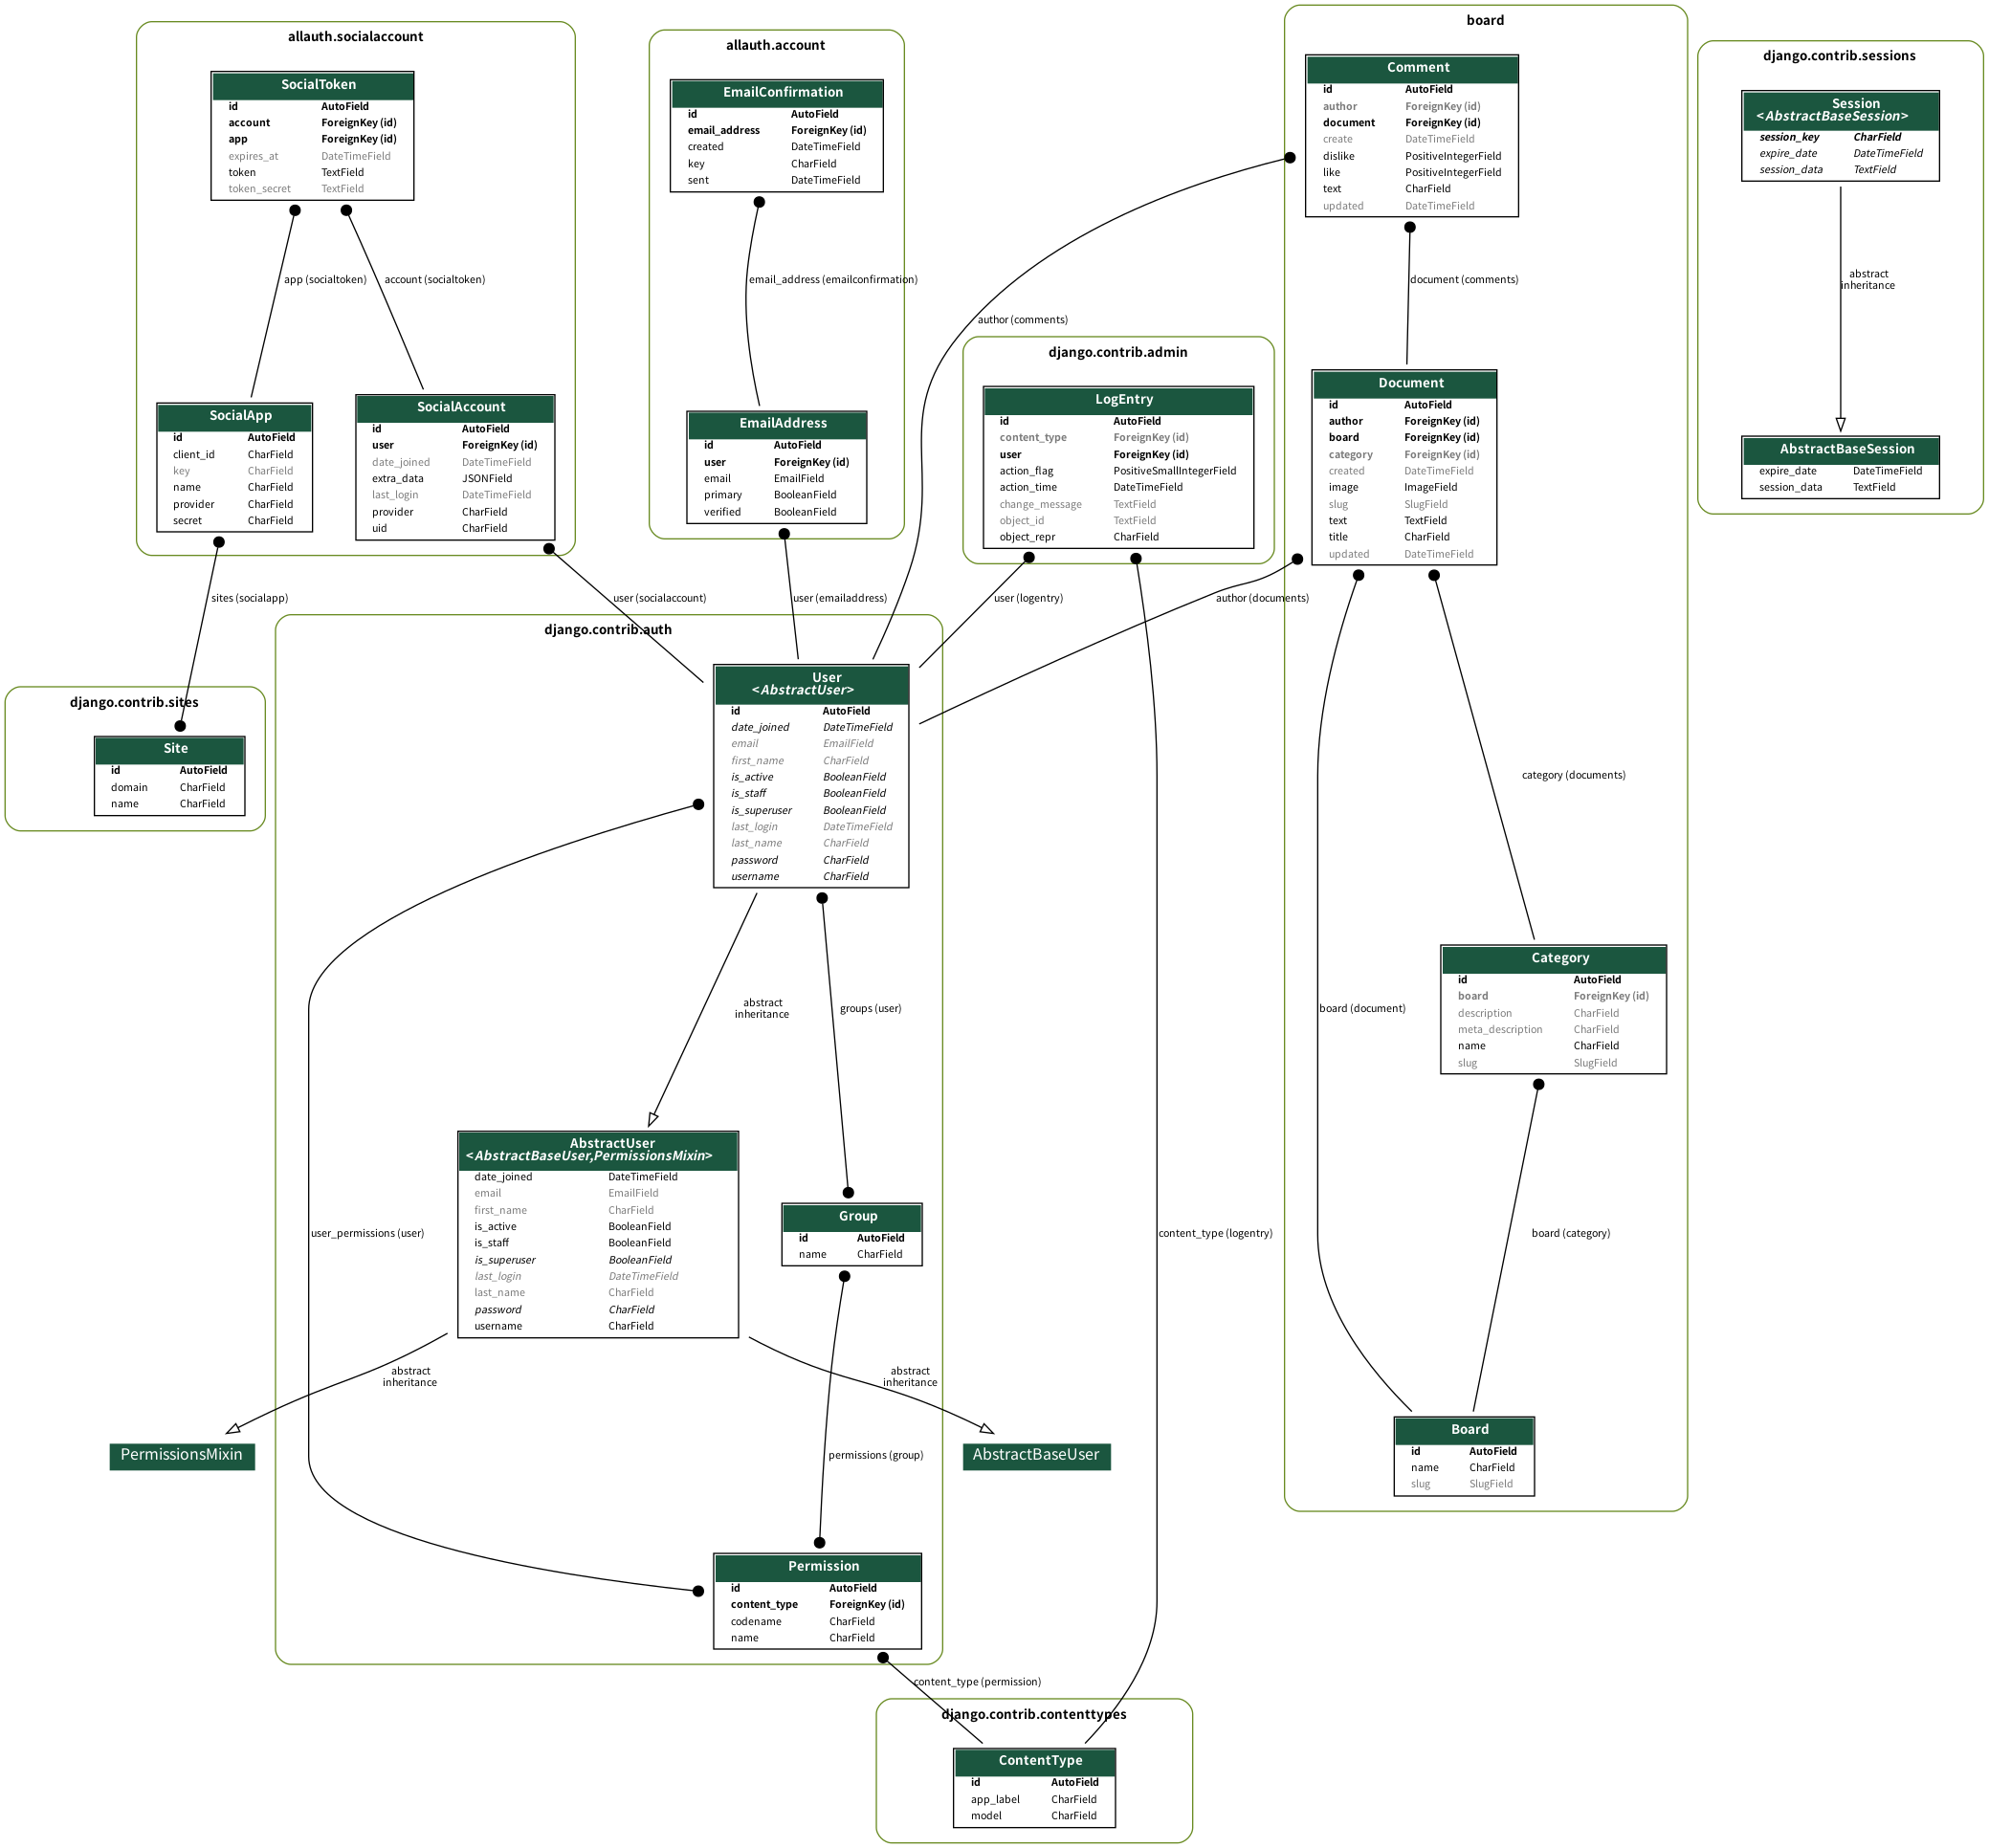 allauth.socialaccount
SocialToken
id AutoField
account ForeignKey (id)
app ForeignKey (id)
expires_at DateTimeField
token TextField
token_secret TextField
app (socialtoken)
account (socialtoken)
SocialApp
id AutoField
client_id CharField
key CharField
name CharField
provider CharField
secret CharField
SocialAccount
id AutoField
user ForeignKey (id)
date_joined DateTimeField
extra_data JSONField
last_login DateTimeField
provider CharField
uid CharField
allauth.account
EmailConfirmation
id AutoField
email_address ForeignKey (id)
created DateTimeField
key CharField
sent DateTimeField
email_address (emailconfirmation)
EmailAddress
id AutoField
user ForeignKey (id)
email EmailField
primary BooleanField
verified BooleanField
author (comments)
django.contrib.admin
LogEntry
id AutoField
content_type ForeignKey (id)
user ForeignKey (id)
action_flag PositiveSmallIntegerField
action_time DateTimeField
change_message TextField
object_id TextField
object_repr CharField
board
Comment
id AutoField
author ForeignKey (id)
document ForeignKey (id)
create DateTimeField
dislike PositiveIntegerField
like PositiveIntegerField
text CharField
updated DateTimeField
document (comments)
Document
id AutoField
author ForeignKey (id)
board ForeignKey (id)
category ForeignKey (id)
created DateTimeField
image ImageField
slug SlugField
text TextField
title CharField
updated DateTimeField
django.contrib.sessions
Session
<AbstractBaseSession>
session_key CharField
expire_date DateTimeField
session_data TextField
abstract
inheritance
AbstractBaseSession
expire_date DateTimeField
session_data TextField
sites (socialapp)
user (socialaccount)
user (emailaddress)
user (logentry)
author (documents)
django.contrib.sites
Site
id AutoField
domain CharField
name CharField
django.contrib.auth
User
<AbstractUser>
id AutoField
date_joined DateTimeField
email EmailField
first_name CharField
is_active BooleanField
is_staff BooleanField
is_superuser BooleanField
last_login DateTimeField
last_name CharField
password CharField
username CharField
category (documents)
Category
id AutoField
board ForeignKey (id)
description CharField
meta_description CharField
name CharField
slug SlugField
abstract
inheritance
groups (user)
board (document)
AbstractUser
<AbstractBaseUser,PermissionsMixin>
date_joined DateTimeField
email EmailField
first_name CharField
is_active BooleanField
is_staff BooleanField
is_superuser BooleanField
last_login DateTimeField
last_name CharField
password CharField
username CharField
Group
id AutoField
name CharField
user_permissions (user)
content_type (logentry)
board (category)
abstract
inheritance
abstract
inheritance
PermissionsMixin
AbstractBaseUser
permissions (group)
Board
id AutoField
name CharField
slug SlugField
Permission
id AutoField
content_type ForeignKey (id)
codename CharField
name CharField
content_type (permission)
django.contrib.contenttypes
ContentType
id AutoField
app_label CharField
model CharField